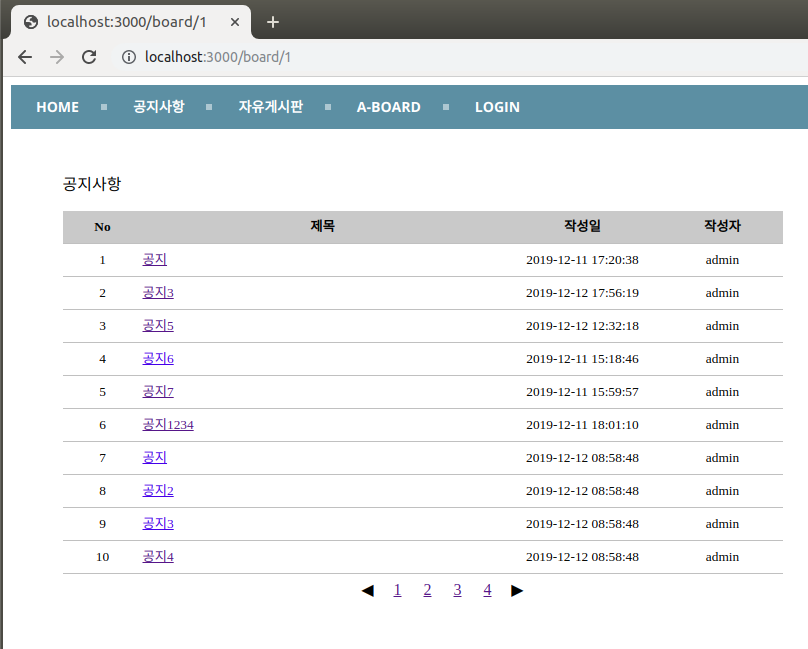 localhost:3000/board/1
localhost:3000/board/1
HOME 공지사항 자유게시판 A-BOARD LOGIN
공지사항
No 제목 작성일 작성자
1 공지 2019-12-11 17:20:38 admin
2 공지3 2019-12-12 17:56:19 admin
3 공지5 2019-12-12 12:32:18 admin
4 공지6 2019-12-11 15:18:46 admin
5 공지7 2019-12-11 15:59:57 admin
6 공지1234 2019-12-11 18:01:10 admin
7 공지 2019-12-12 08:58:48 admin
8 공지2 2019-12-12 08:58:48 admin
9 공지3 2019-12-12 08:58:48 admin
10 공지4 2019-12-12 08:58:48 admin
◀ 1 2 3 4 ▶